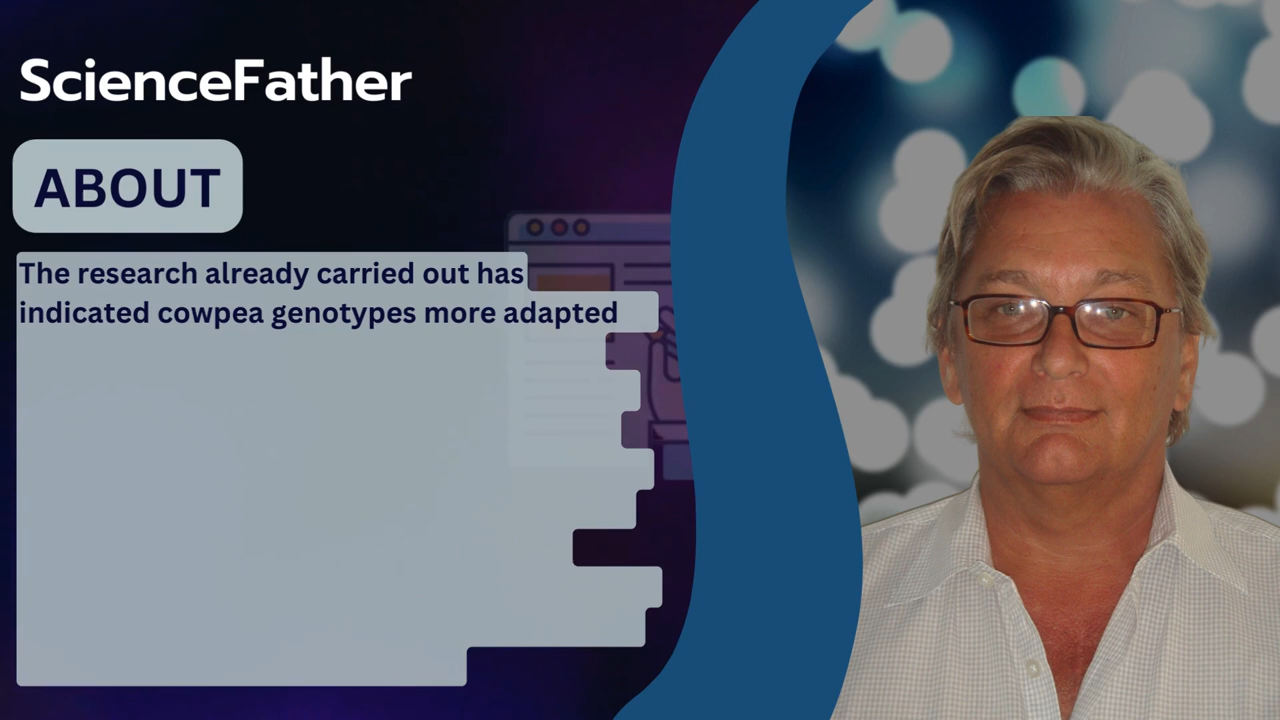 ScienceFather
ABOUT
The research already carried out has
indicated cowpea genotypes more adapted